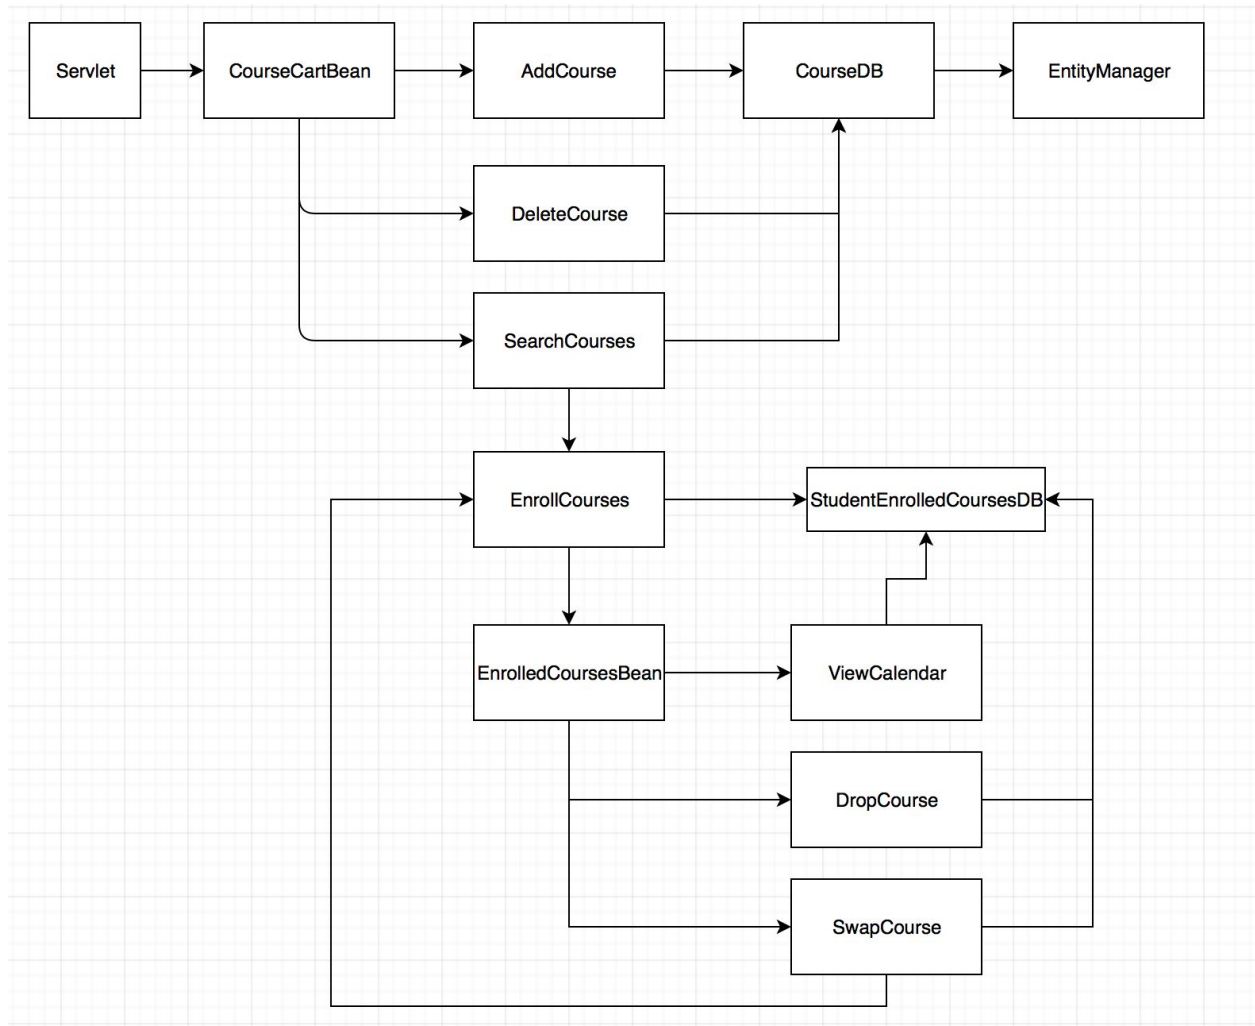 Servlet
CourseCartBean
AddCourse
CourseDB
EntityManager
DeleteCourse
SearchCourses
EnrollCourses
StudentEnrolledCoursesDB
EnrolledCoursesBean
ViewCalendar
DropCourse
SwapCourse